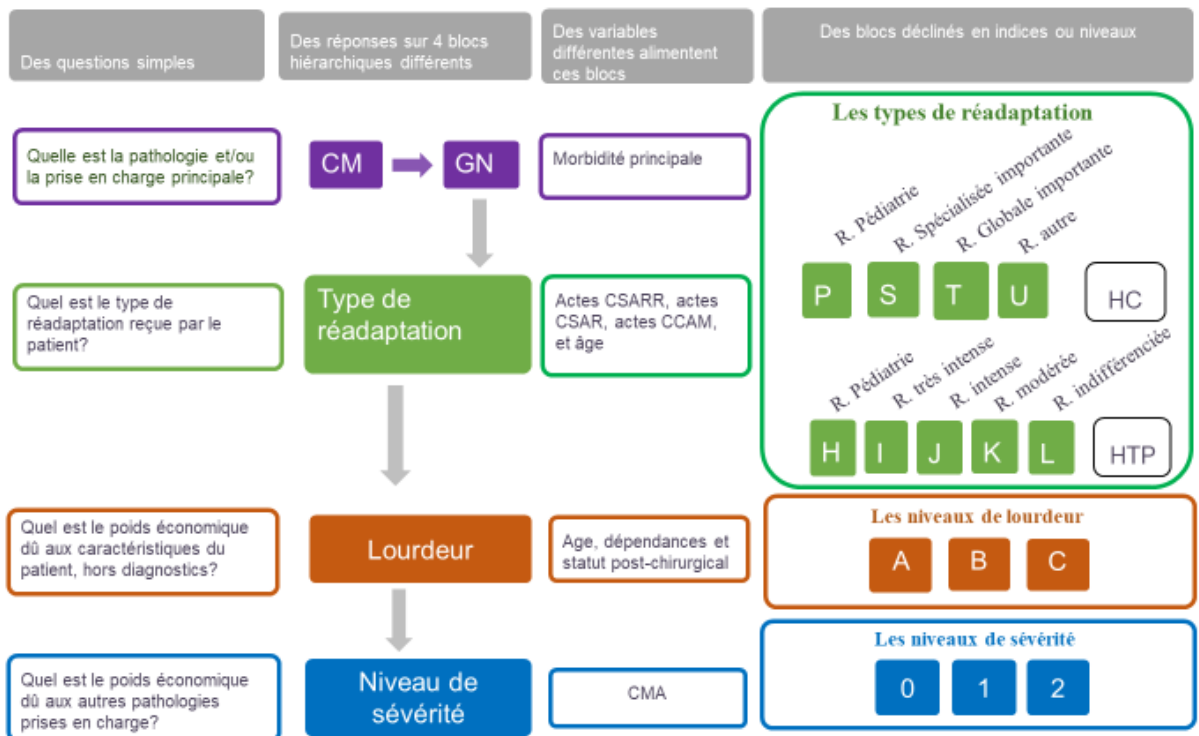 Des questions simples
Des réponses sur 4 blocs
hiérarchiques différents
Des variables
différentes alimentent
ces blocs
Des blocs déclinés en indices ou niveaux
Quelle est la pathologie et/ou
la prise en charge principale?
CM
GN
Morbidité principale
Les types de réadaptation
R. Pédiatrie
R. Spécialisée importante
R. Globale importante
R. autre
P
S
T
U
HC
Quel est le type de
réadaptation reçue par le
patient?
Type de
réadaptation
Actes CSARR, actes
CSAR, actes CCAM,
et âge
R. Pédiatrie
R. très intense
R. intense
R. modérée
R. indifférenciée
H
I
J
K
L
HTP
Quel est le poids économique
dû aux caractéristiques du
patient, hors diagnostics?
Lourdeur
Age, dépendances et
statut post-chirurgical
Les niveaux de lourdeur
A
B
C
Quel est le poids économique
dû aux autres pathologies
prises en charge?
Niveau de
sévérité
CMA
Les niveaux de sévérité
0
1
2